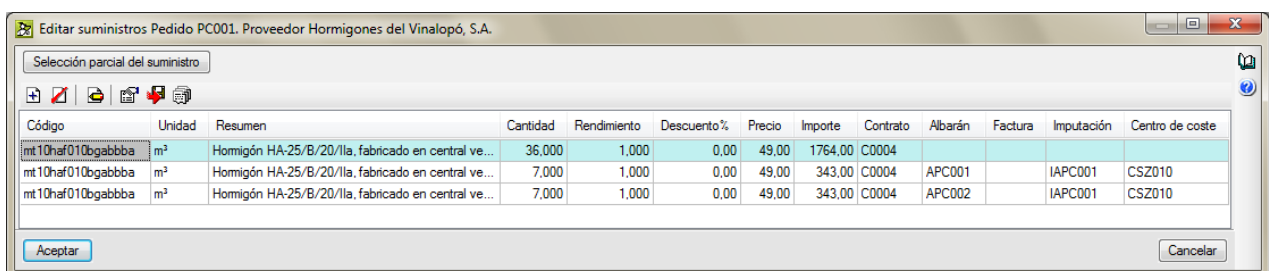 Editar suministros Pedido PC001. Proveedor Hormigones del Vinalopó, S.A.
Selección parcial del suministro
Código Unidad Resumen Cantidad Rendimiento Descuento% Precio Importe Contrato Albarán Factura Imputación Centro de coste
mt10haf010bgabbba m³ Hormigón HA-25/B/20/IIa, fabricado en central ve... 36,000 1,000 0,00 49,00 1764,00 C0004
mt10haf010bgabbba m³ Hormigón HA-25/B/20/IIa, fabricado en central ve... 7,000 1,000 0,00 49,00 343,00 C0004 APC001 IAPC001 CSZ010
mt10haf010bgabbba m³ Hormigón HA-25/B/20/IIa, fabricado en central ve... 7,000 1,000 0,00 49,00 343,00 C0004 APC002 IAPC001 CSZ010
Aceptar Cancelar